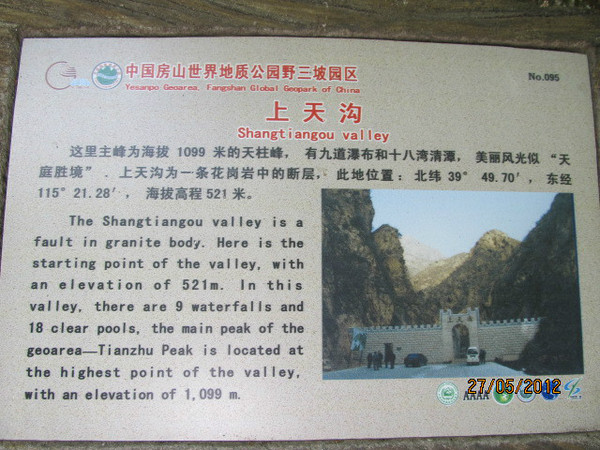 中国房山世界地质公园野三坡园区
Yesanpo Geoarea, Fangshan Global Geopark of China
No.095
上天沟
Shangtiangou valley
这里主峰为海拔 1099 米的天柱峰， 有九道瀑布和十八湾清潭， 美丽风光似 “天
庭胜境”．上天沟为一条花岗岩中的断层， 此地位置：北纬 39° 49.70′， 东经
115° 21.28′， 海拔高程 521 米。
The Shangtiangou valley is a
fault in granite body. Here is the
starting point of the valley, with
an elevation of 521m. In this
valley, there are 9 waterfalls and
18 clear pools, the main peak of the
geoarea—Tianzhu Peak is located at
the highest point of the valley,
with an elevation of 1,099 m.
上天沟
AAAA
27/05/2012